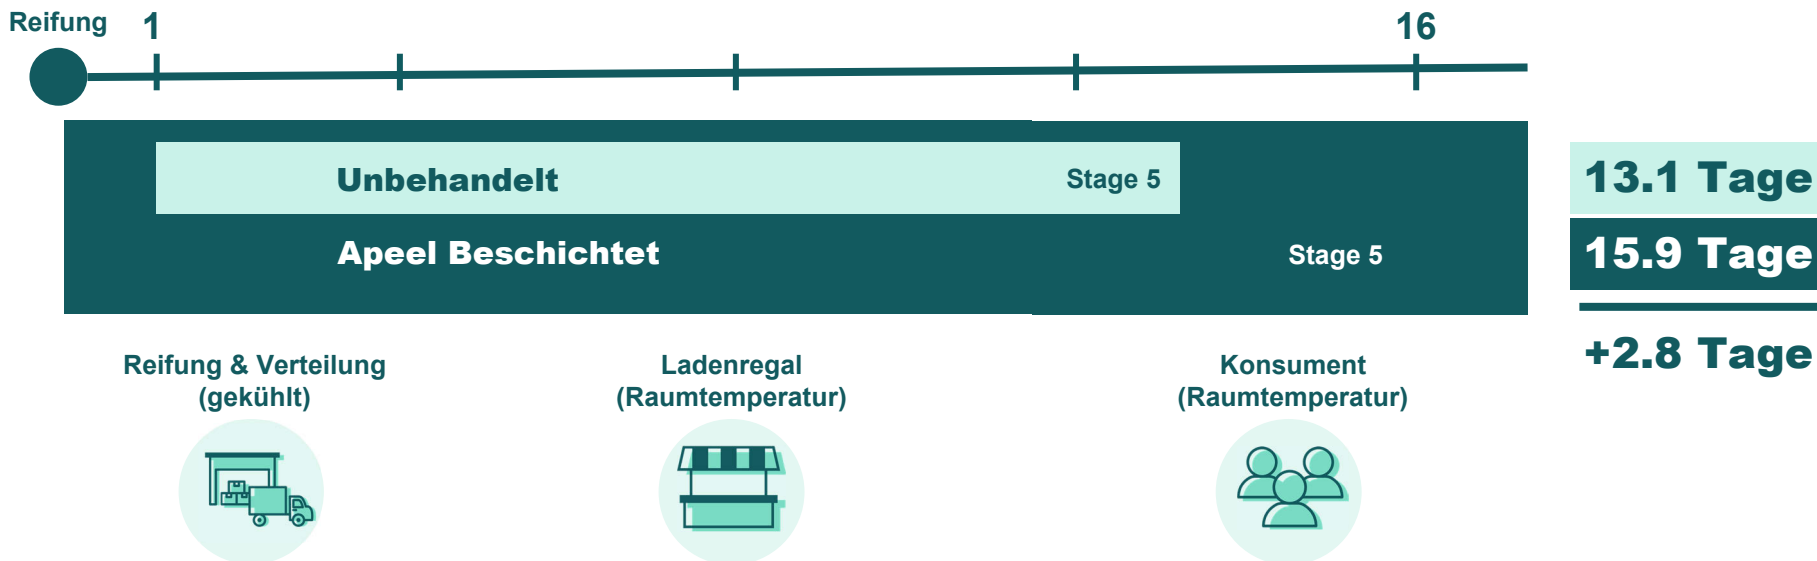 Reifung
1
16
Unbehandelt
Stage 5
13.1 Tage
Apeel Beschichtet
Stage 5
15.9 Tage
+2.8 Tage
Reifung & Verteilung
(gekühlt)
Ladenregal
(Raumtemperatur)
Konsument
(Raumtemperatur)